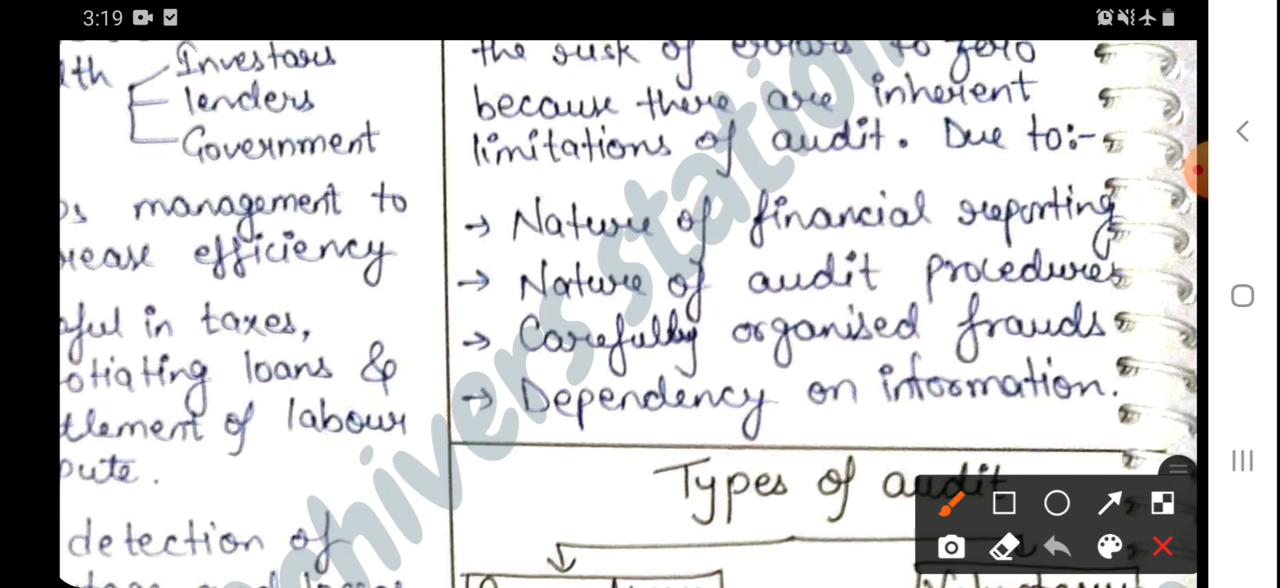 3:19
Investors
lenders
Government
management to
efficiency
in taxes,
loans &
of labour
detection of
the risk of errors to zero
because there are inherent
limitations of audit. Due to:-
→ Nature of financial reporting
→ Nature of audit procedures
→ Carefully organised frauds
→ Dependency on information.
Types of audit